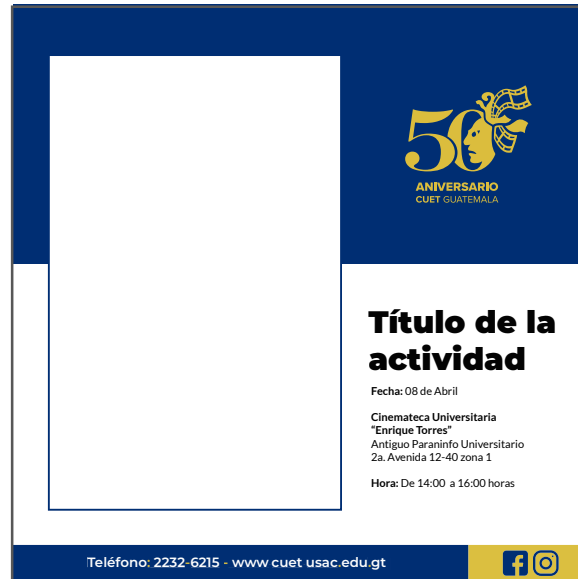 50
ANIVERSARIO
CUET GUATEMALA
Título de la
actividad
Fecha: 08 de Abril
Cinemateca Universitaria
“Enrique Torres”
Antiguo Paraninfo Universitario
2a. Avenida 12-40 zona 1
Hora: De 14:00 a 16:00 horas
Teléfono: 2232-6215 - www cuet usac.edu.gt